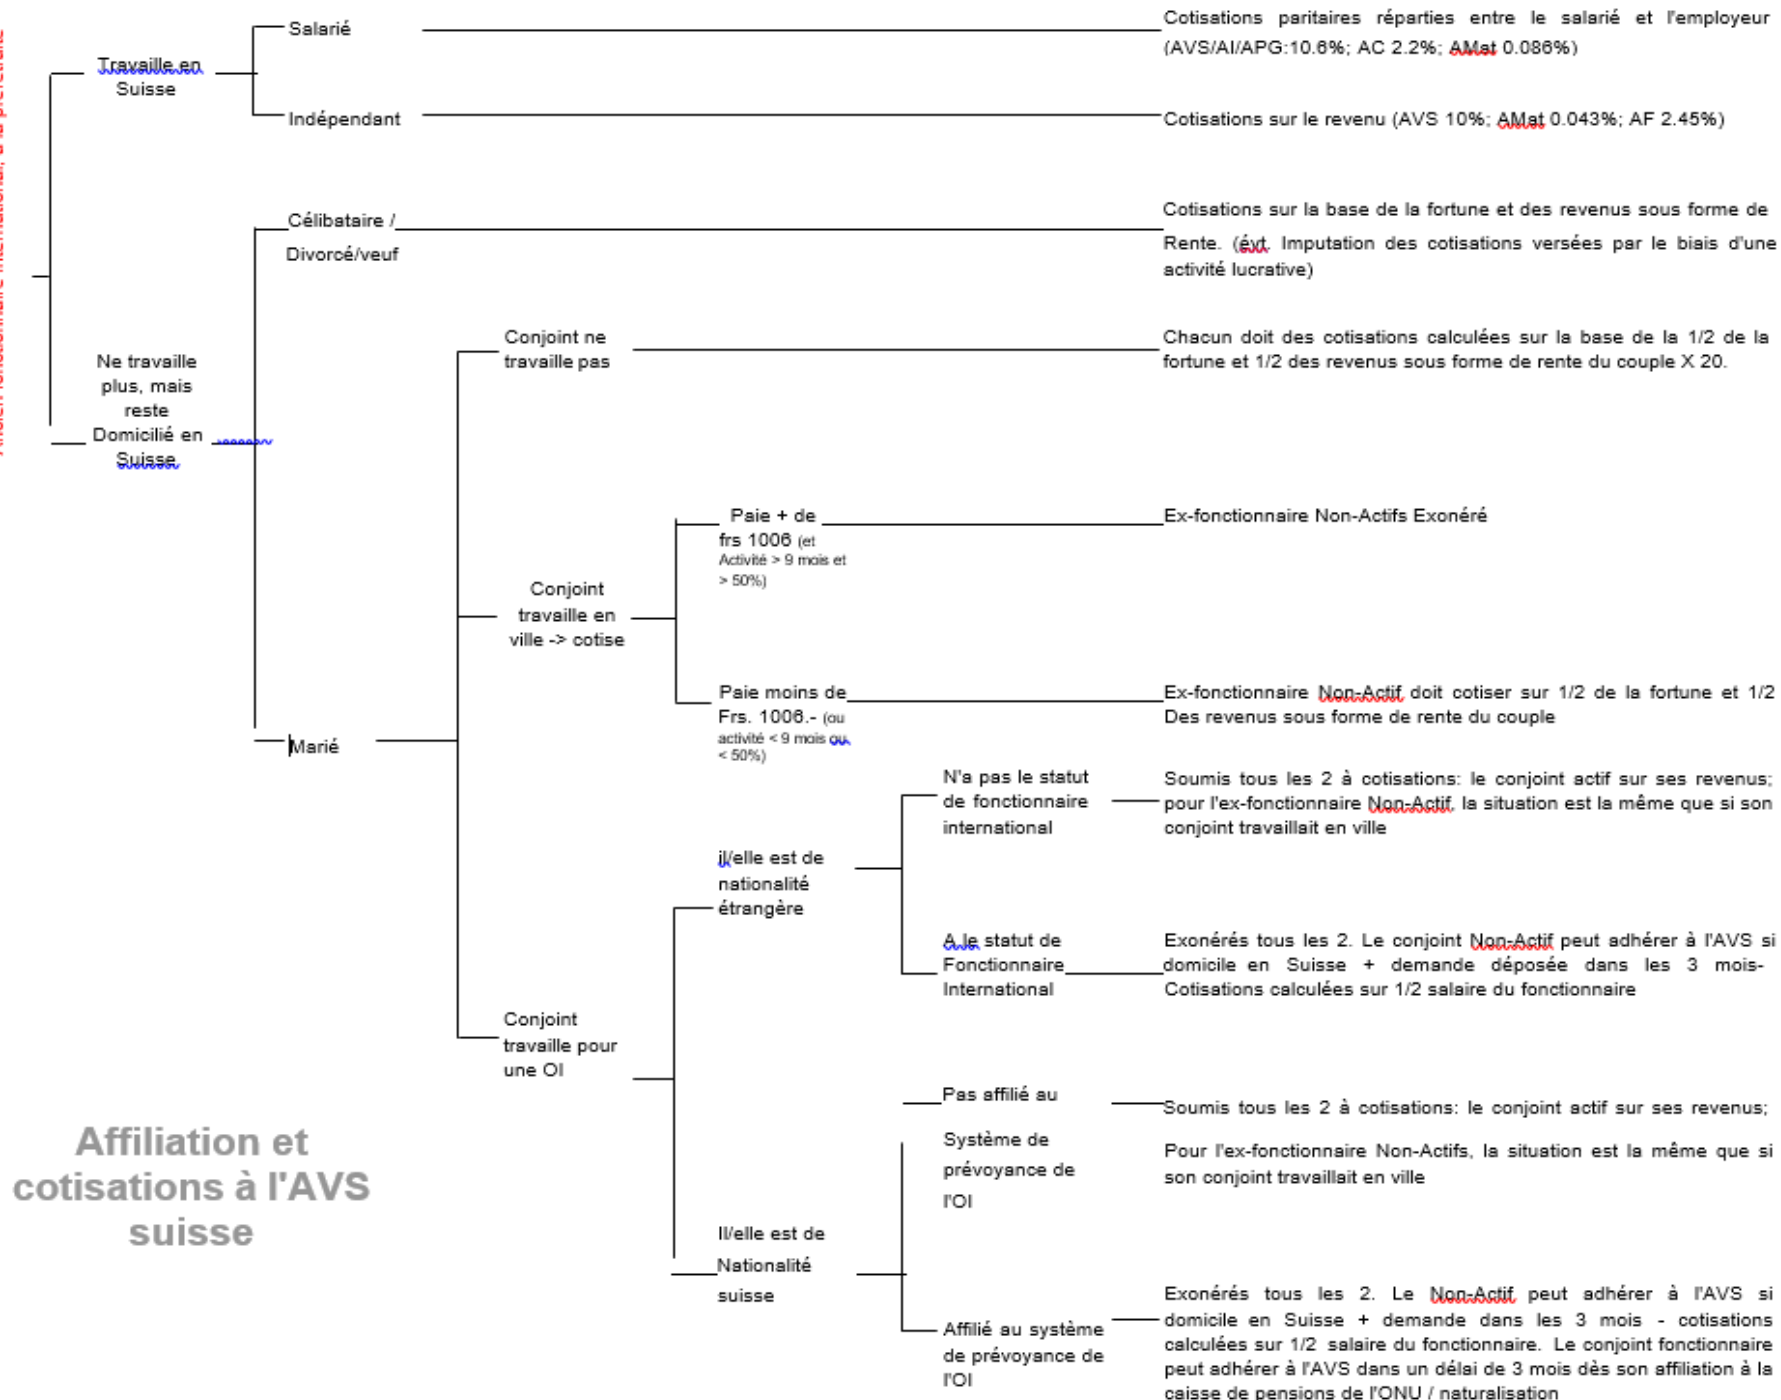 Salarié
Cotisations paritaires réparties entre le salarié et l'employeur
(AVS/AI/APG:10.6%; AC 2.2%; AMat 0.086%)
Travaille en
Suisse
Indépendant
Cotisations sur le revenu (AVS 10%; AMat 0.043%; AF 2.45%)
Célibataire /
Divorcé/veuf
Cotisations sur la base de la fortune et des revenus sous forme de
Rente. (évt. Imputation des cotisations versées par le biais d'une
activité lucrative)
Ne travaille
plus, mais
reste
Domicilié en
Suisse
Conjoint ne
travaille pas
Chacun doit des cotisations calculées sur la base de la 1/2 de la
fortune et 1/2 des revenus sous forme de rente du couple X 20.
Paie + de
frs 1006 (et
Activité > 9 mois et
> 50%)
Ex-fonctionnaire Non-Actifs Exonéré
Conjoint
travaille en
ville -> cotise
Paie moins de
Frs. 1006.- (ou
activité < 9 mois ou
< 50%)
Ex-fonctionnaire Non-Actif doit cotiser sur 1/2 de la fortune et 1/2
Des revenus sous forme de rente du couple
Marié
N'a pas le statut
de fonctionnaire
international
Soumis tous les 2 à cotisations: le conjoint actif sur ses revenus;
pour l'ex-fonctionnaire Non-Actif, la situation est la même que si son
conjoint travaillait en ville
il/elle est de
nationalité
étrangère
A le statut de
Fonctionnaire
International
Exonérés tous les 2. Le conjoint Non-Actif peut adhérer à l'AVS si
domicile en Suisse + demande déposée dans les 3 mois-
Cotisations calculées sur 1/2 salaire du fonctionnaire
Conjoint
travaille pour
une OI
Pas affilié au
Système de
prévoyance de
l'OI
Soumis tous les 2 à cotisations: le conjoint actif sur ses revenus;
Pour l'ex-fonctionnaire Non-Actifs, la situation est la même que si
son conjoint travaillait en ville
Il/elle est de
Nationalité
suisse
Affilié au système
de prévoyance de
l'OI
Exonérés tous les 2. Le Non-Actif peut adhérer à l'AVS si
domicile en Suisse + demande dans les 3 mois - cotisations
calculées sur 1/2 salaire du fonctionnaire. Le conjoint fonctionnaire
peut adhérer à l'AVS dans un délai de 3 mois dès son affiliation à la
caisse de pensions de l'ONU / naturalisation
Affiliation et
cotisations à l'AVS
suisse